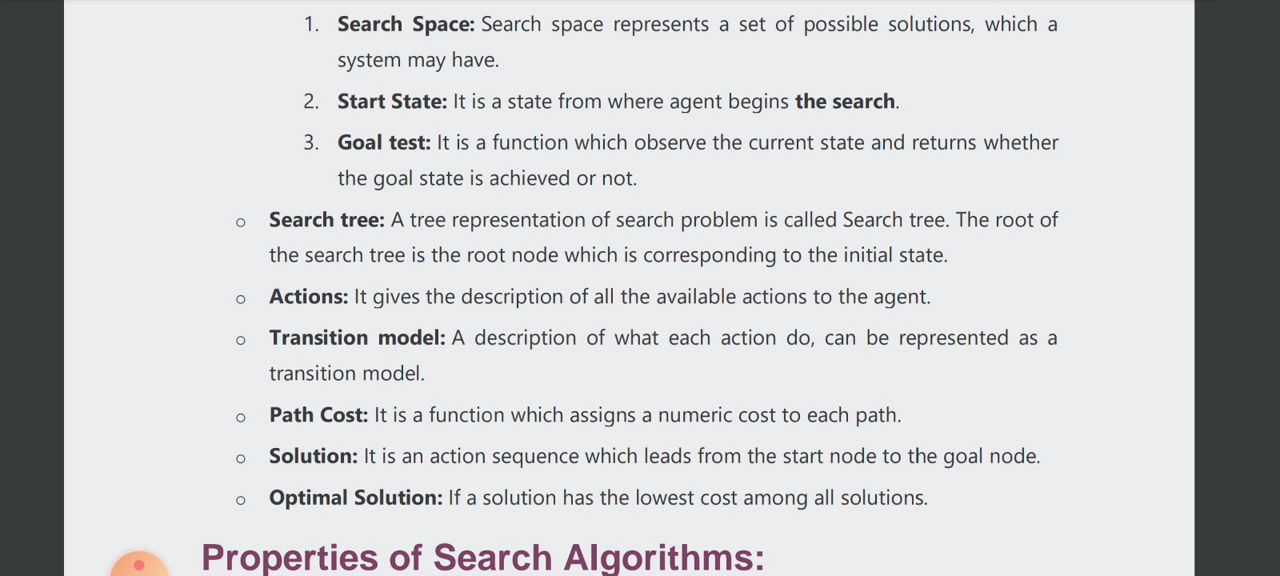 1. Search Space: Search space represents a set of possible solutions, which a
system may have.
2. Start State: It is a state from where agent begins the search.
3. Goal test: It is a function which observe the current state and returns whether
the goal state is achieved or not.
o Search tree: A tree representation of search problem is called Search tree. The root of
the search tree is the root node which is corresponding to the initial state.
o Actions: It gives the description of all the available actions to the agent.
o Transition model: A description of what each action do, can be represented as a
transition model.
o Path Cost: It is a function which assigns a numeric cost to each path.
o Solution: It is an action sequence which leads from the start node to the goal node.
o Optimal Solution: If a solution has the lowest cost among all solutions.
Properties of Search Algorithms: